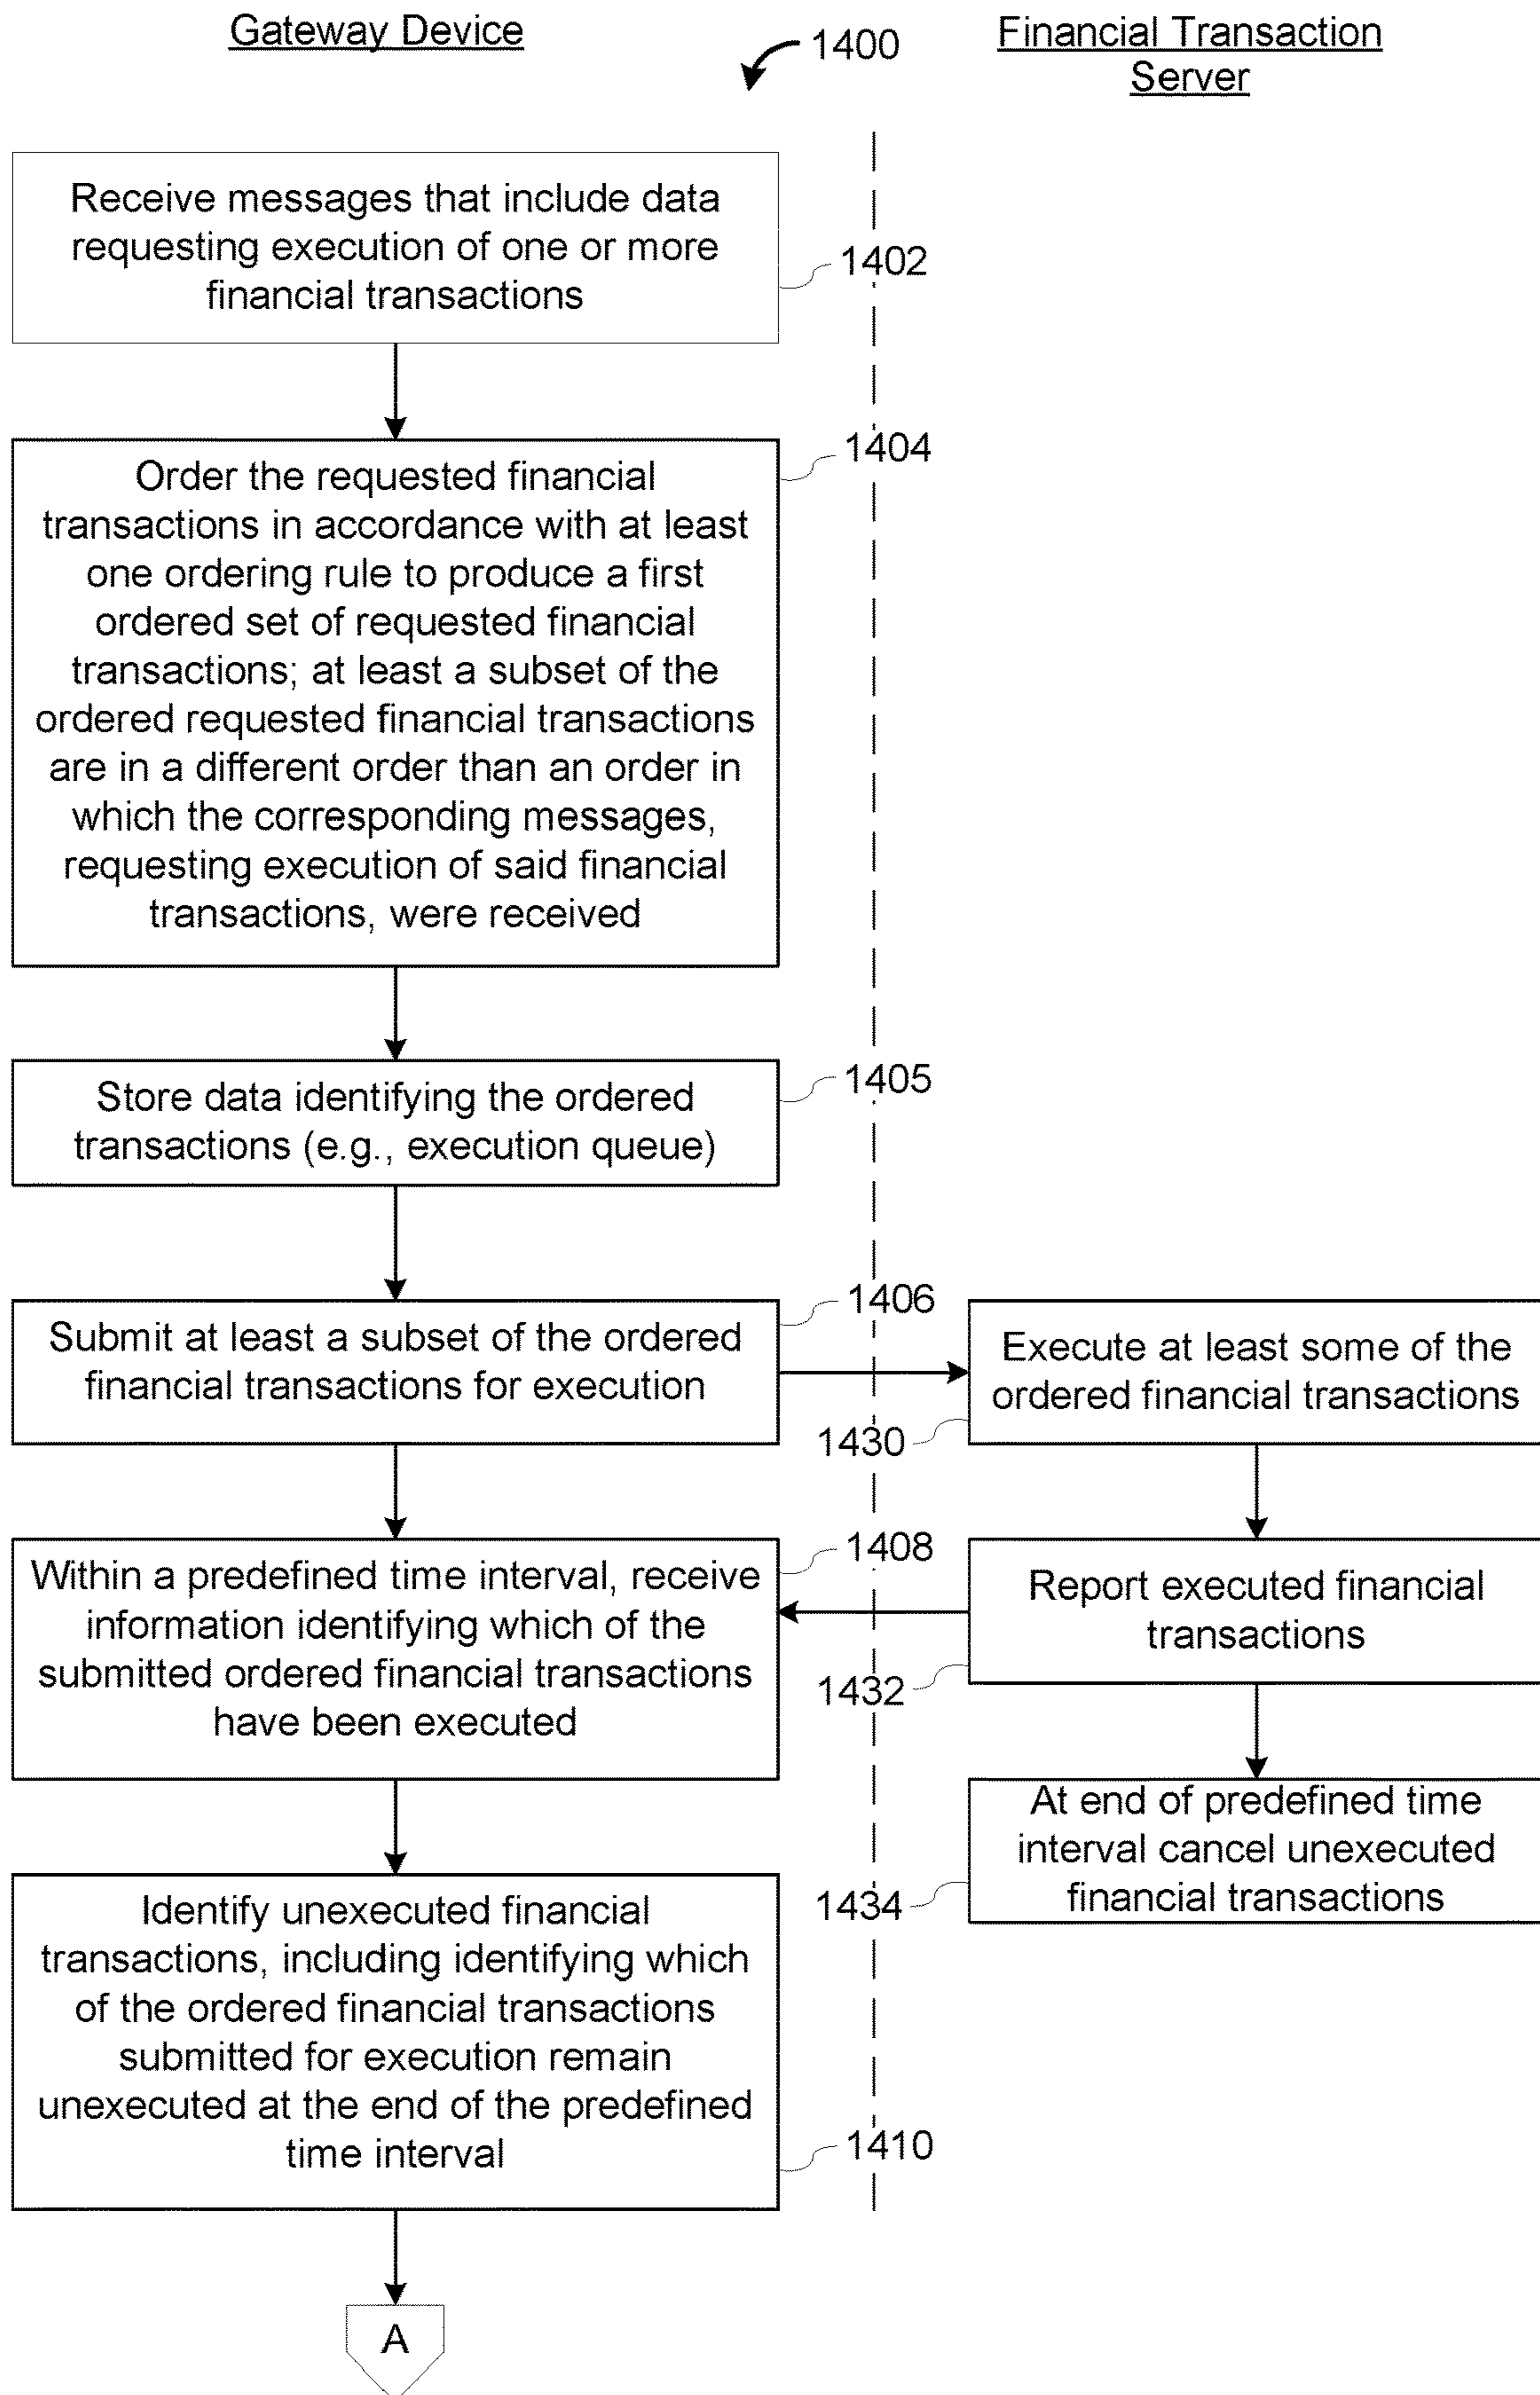 Gateway Device
1400
Financial Transaction
Server
Receive messages that include data
requesting execution of one or more
financial transactions
1402
1404
Order the requested financial
transactions in accordance with at least
one ordering rule to produce a first
ordered set of requested financial
transactions; at least a subset of the
ordered requested financial transactions
are in a different order than an order in
which the corresponding messages,
requesting execution of said financial
transactions, were received
1405
Store data identifying the ordered
transactions (e.g., execution queue)
1406
Submit at least a subset of the ordered
financial transactions for execution
Execute at least some of the
ordered financial transactions
1430
1408
Within a predefined time interval, receive
information identifying which of the
submitted ordered financial transactions
have been executed
Report executed financial
transactions
1432
At end of predefined time
interval cancel unexecuted
financial transactions
1434
Identify unexecuted financial
transactions, including identifying which
of the ordered financial transactions
submitted for execution remain
unexecuted at the end of the predefined
time interval
1410
A